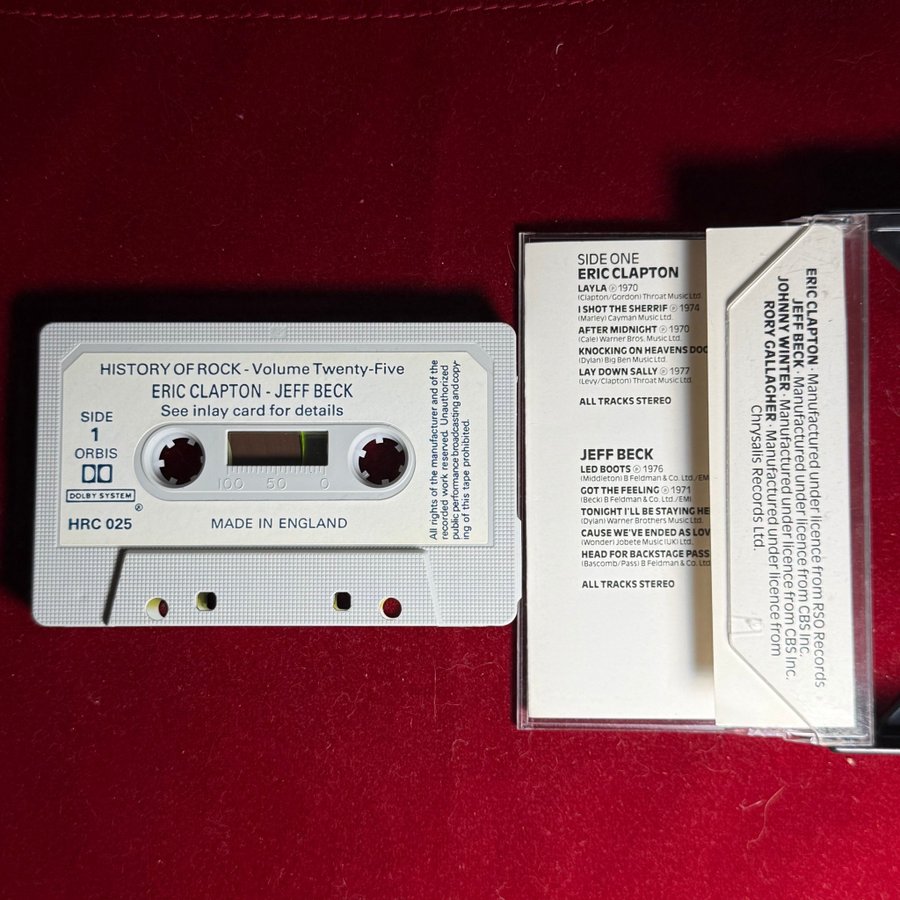 HISTORY OF ROCK - Volume Twenty-Five
ERIC CLAPTON - JEFF BECK
See inlay card for details
SIDE
1
ORBIS
DOLBY SYSTEM
®
HRC 025
100 50 0
MADE IN ENGLAND
All rights of the manufacturer and of the
recorded work reserved. Unauthorized
public performance broadcasting and copy-
ing of this tape prohibited.
SIDE ONE
ERIC CLAPTON
LAYLA ℗ 1970
(Clapton/Gordon) Throat Music Ltd.
I SHOT THE SHERRIF ℗ 1974
(Marley) Cayman Music Ltd.
AFTER MIDNIGHT ℗ 1970
(Cale) Warner Bros. Music Ltd.
KNOCKING ON HEAVENS
(Dylan) Big Ben Music Ltd.
LAY DOWN SALLY ℗ 1977
(Levy/Clapton) Throat Music Ltd.
ALL TRACKS STEREO
JEFF BECK
LED BOOTS ℗ 1976
(Middleton) B Feldman & Co. Ltd./EMI
GOT THE FEELING ℗ 1971
(Beck) B Feldman & Co. Ltd./EMI
TONIGHT I'LL BE STAYING
(Dylan) Warner Brothers Music Ltd.
CAUSE WE'VE ENDED AS
(Wonder) Jobete Music (UK) Ltd.
HEAD FOR BACKSTAGE PASS
(Bascomb/Pass) B Feldman & Co. Ltd.
ALL TRACKS STEREO
ERIC CLAPTON · Manufactured under licence from RSO Records
JEFF BECK · Manufactured under licence from CBS Inc.
JOHNNY WINTER · Manufactured under licence from CBS Inc.
RORY GALLAGHER · Manufactured under licence from
Chrysalis Records Ltd.